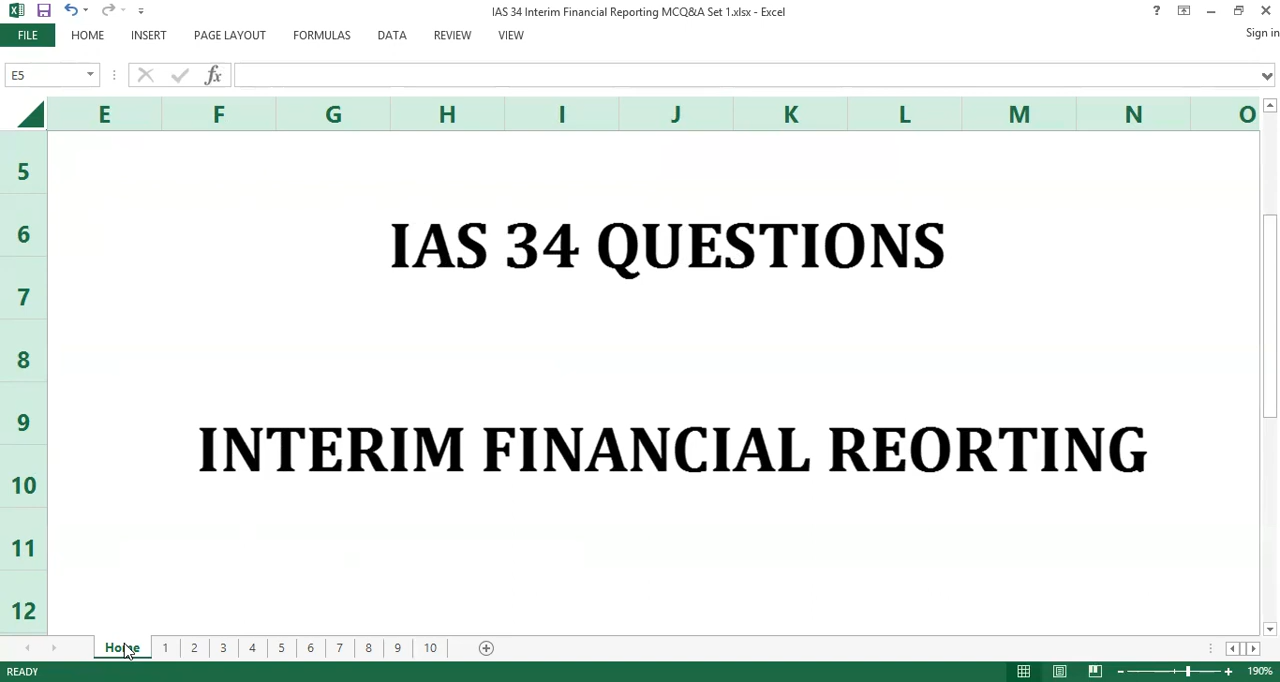 IAS 34 Interim Financial Reporting MCQ&A Set 1.xlsx - Excel
?
FILE HOME INSERT PAGE LAYOUT FORMULAS DATA REVIEW VIEW
Sign in
E5
fx
E F G H I J K L M N O
5
6
IAS 34 QUESTIONS
7
8
9
INTERIM FINANCIAL REORTING
10
11
12
Home 1 2 3 4 5 6 7 8 9 10
READY
190%